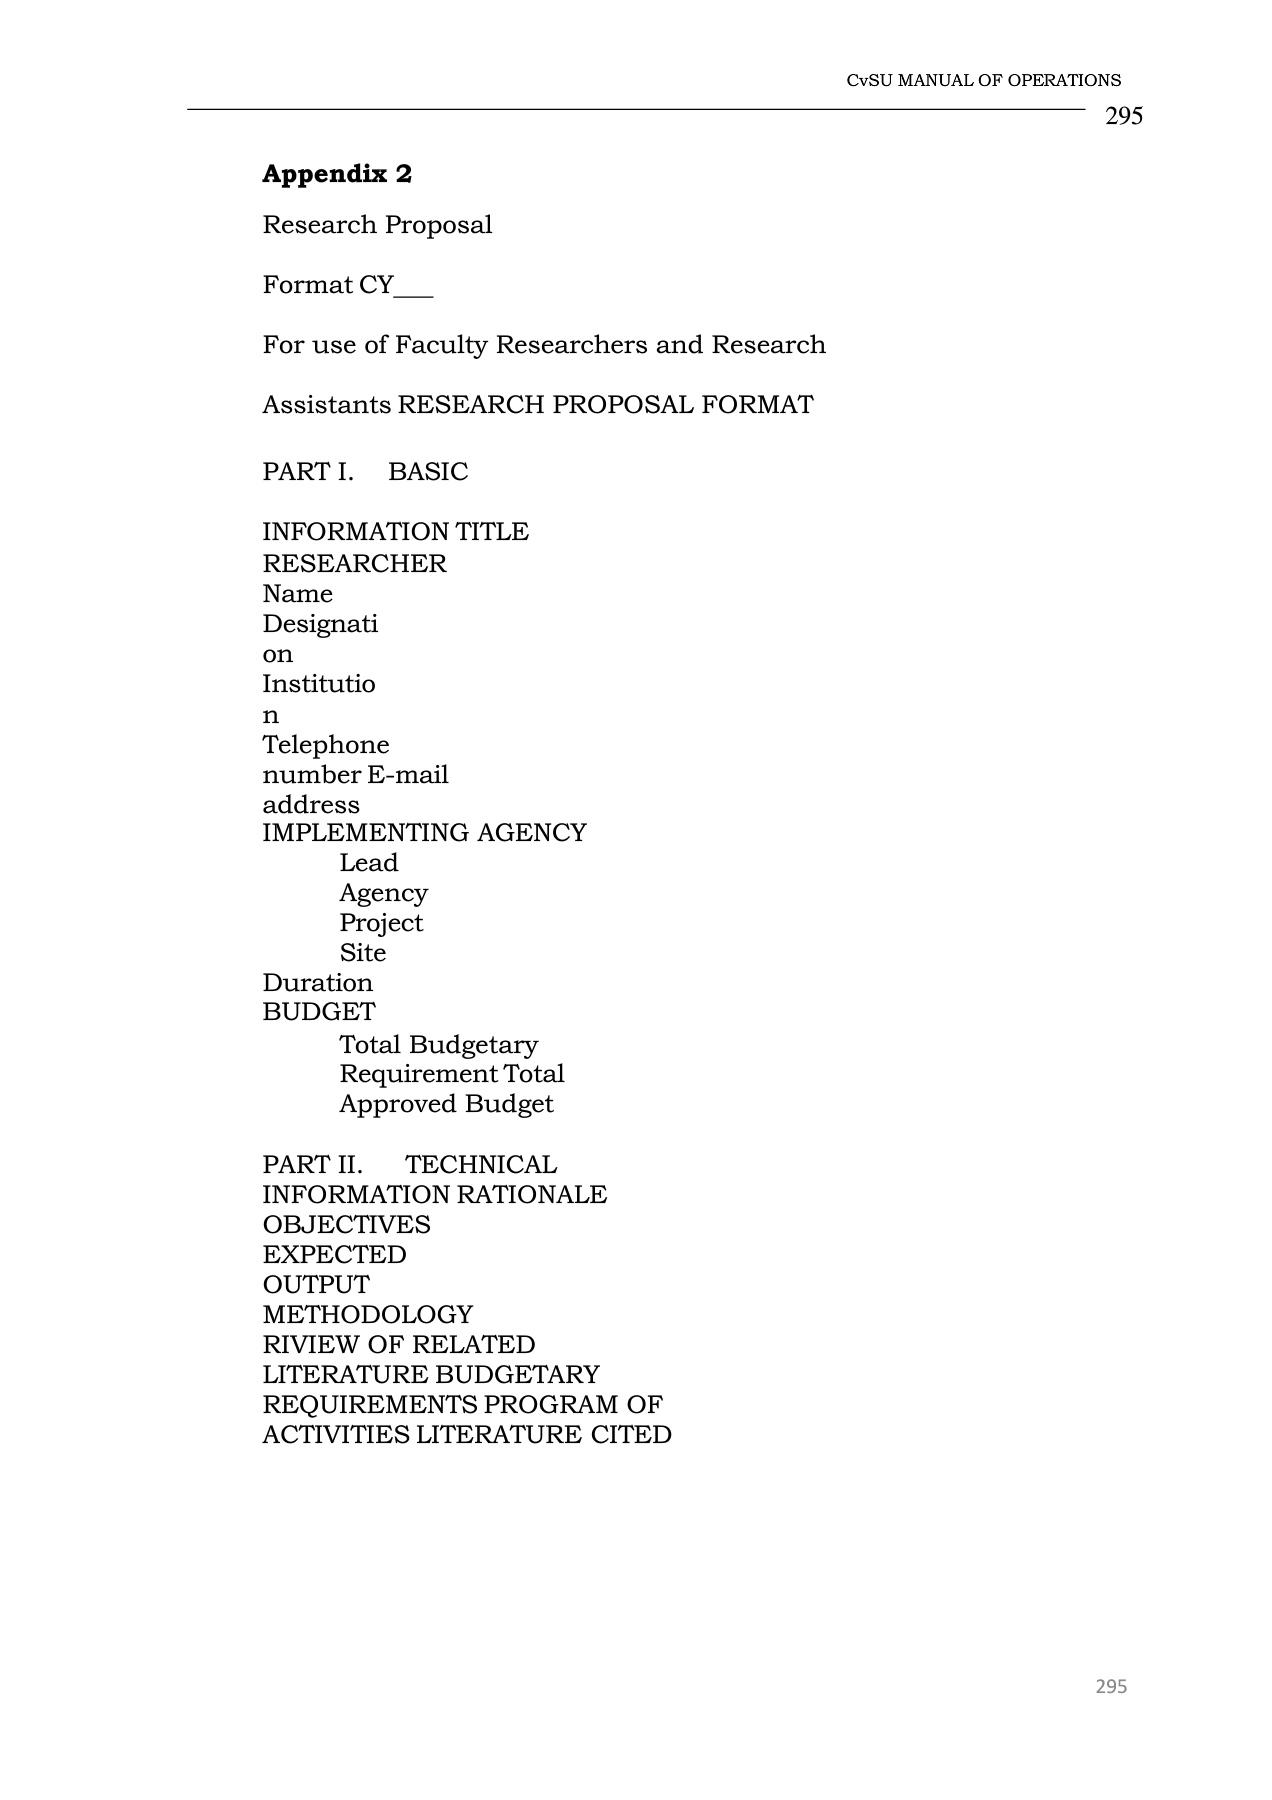 CvSU MANUAL OF OPERATIONS
295
Appendix 2
Research Proposal
Format CY___
For use of Faculty Researchers and Research
Assistants RESEARCH PROPOSAL FORMAT
PART I. BASIC
INFORMATION TITLE
RESEARCHER
Name
Designati
on
Institutio
n
Telephone
number E-mail
address
IMPLEMENTING AGENCY
Lead
Agency
Project
Site
Duration
BUDGET
Total Budgetary
Requirement Total
Approved Budget
PART II. TECHNICAL
INFORMATION RATIONALE
OBJECTIVES
EXPECTED
OUTPUT
METHODOLOGY
RIVIEW OF RELATED
LITERATURE BUDGETARY
REQUIREMENTS PROGRAM OF
ACTIVITIES LITERATURE CITED
295